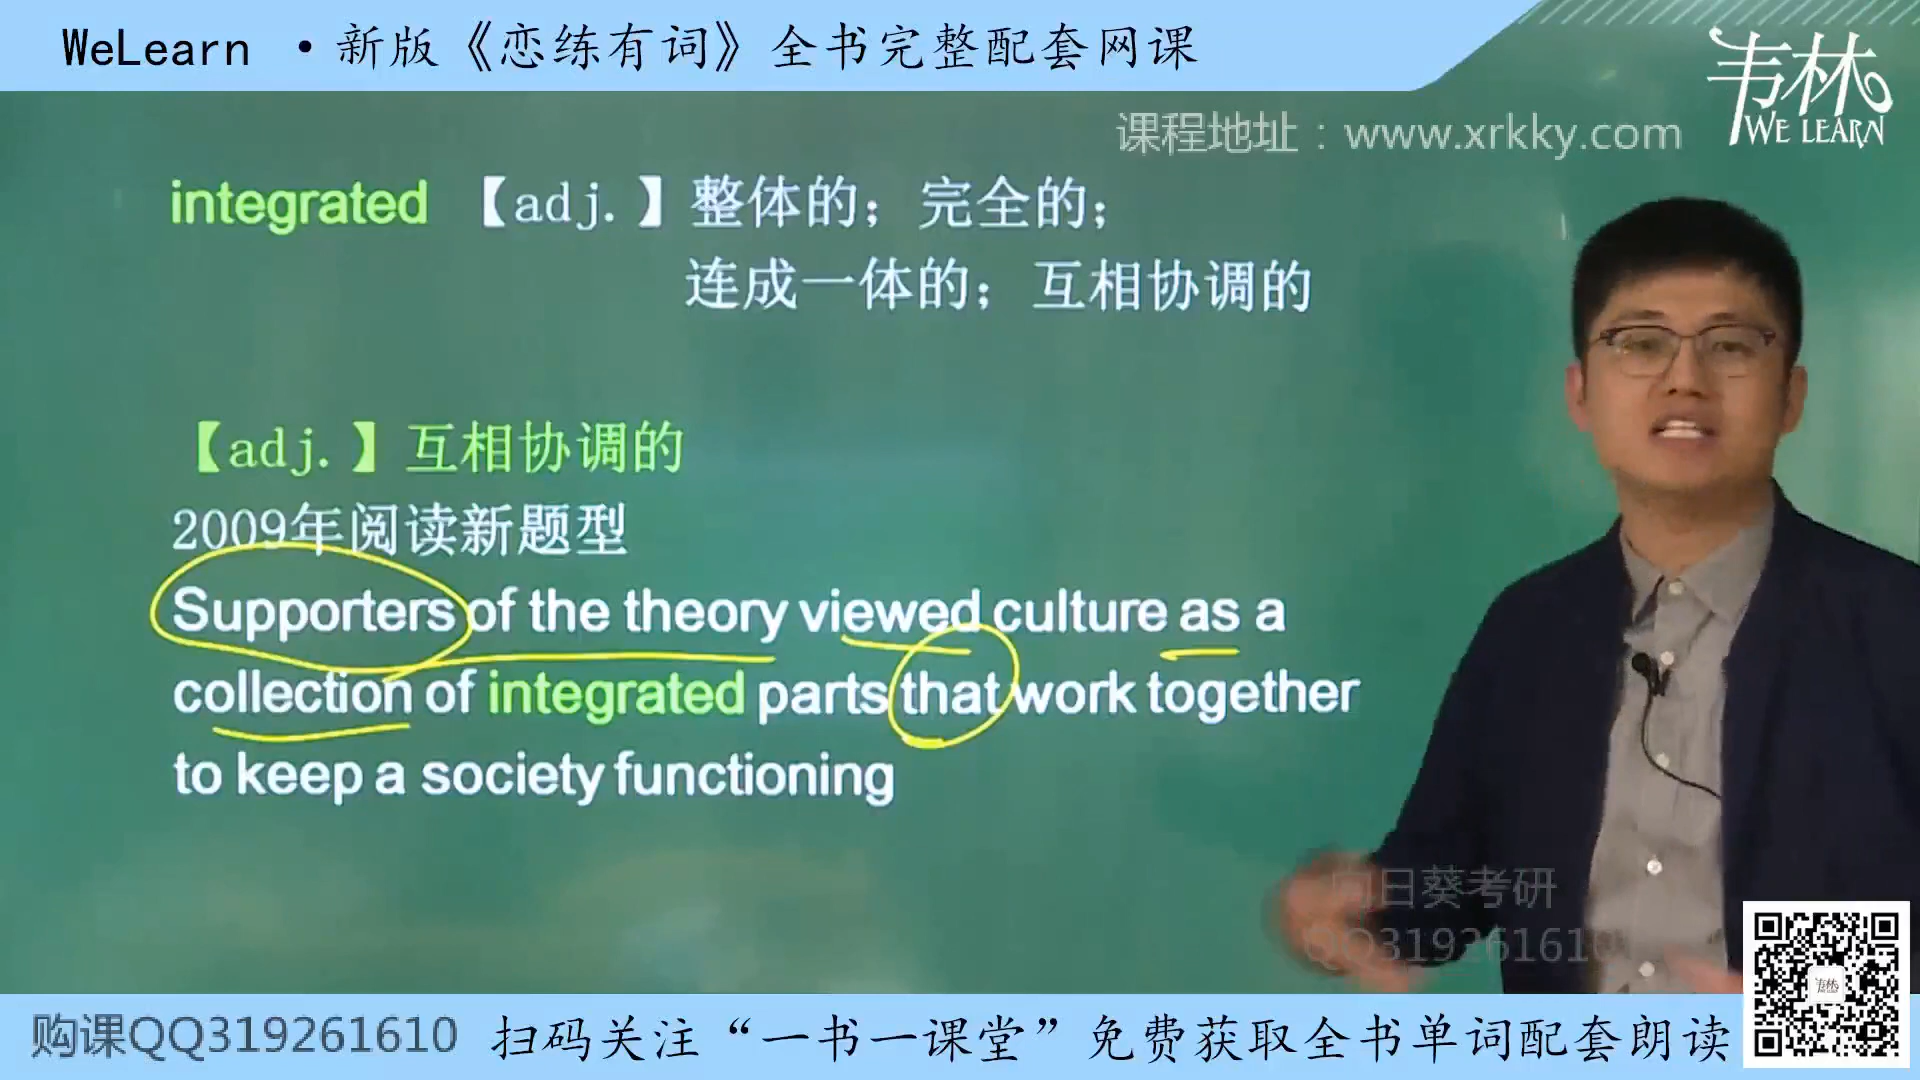 WeLearn ·新版《恋练有词》全书完整配套网课
韦林
WE LEARN
课程地址：www.xrkky.com
integrated 【adj.】整体的；完全的；
连成一体的；互相协调的
【adj.】互相协调的
2009年阅读新题型
Supporters of the theory viewed culture as a
collection of integrated parts that work together
to keep a society functioning
向日葵考研
QQ319261610
购课QQ319261610 扫码关注“一书一课堂”免费获取全书单词配套朗读
韦林